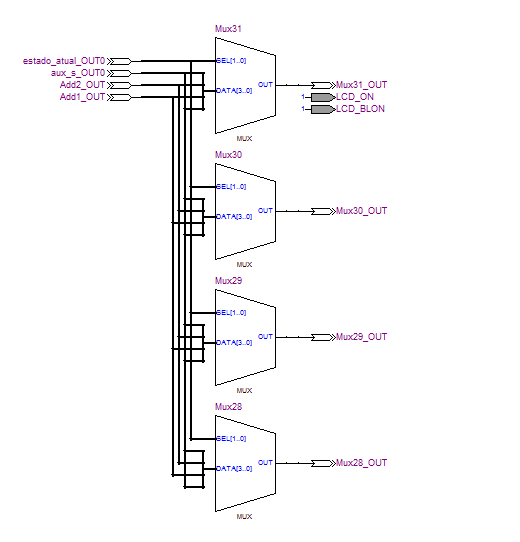 Mux31
estado_atual_OUT0
aux_s_OUT0
Add2_OUT
Add1_OUT
SEL[1..0]
DATA[3..0]
OUT
Mux31_OUT
1 LCD_ON
1 LCD_BLON
MUX
Mux30
SEL[1..0]
DATA[3..0]
OUT
Mux30_OUT
MUX
Mux29
SEL[1..0]
DATA[3..0]
OUT
Mux29_OUT
MUX
Mux28
SEL[1..0]
DATA[3..0]
OUT
Mux28_OUT
MUX